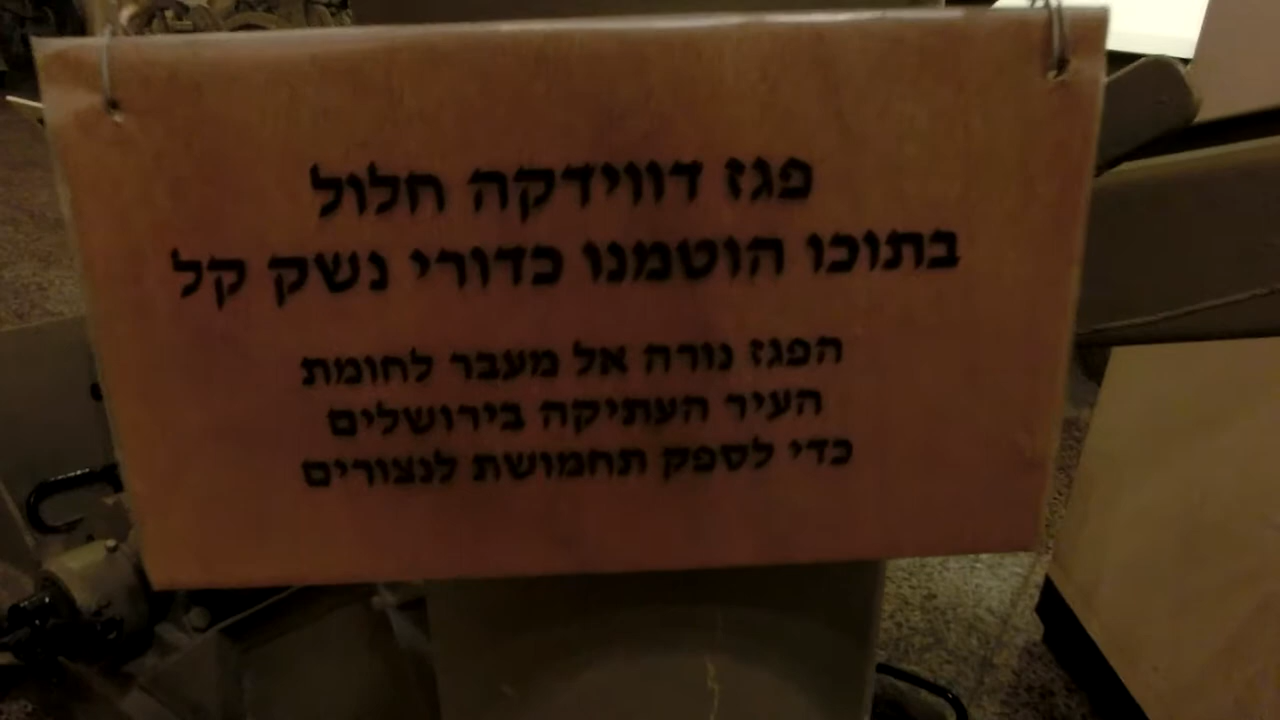 פגז דווידקה חלול
בתוכו הוטמנו כדורי נשק קל
הפגז נורה אל מעבר לחומת
העיר העתיקה בירושלים
כדי לספק תחמושת לנצורים